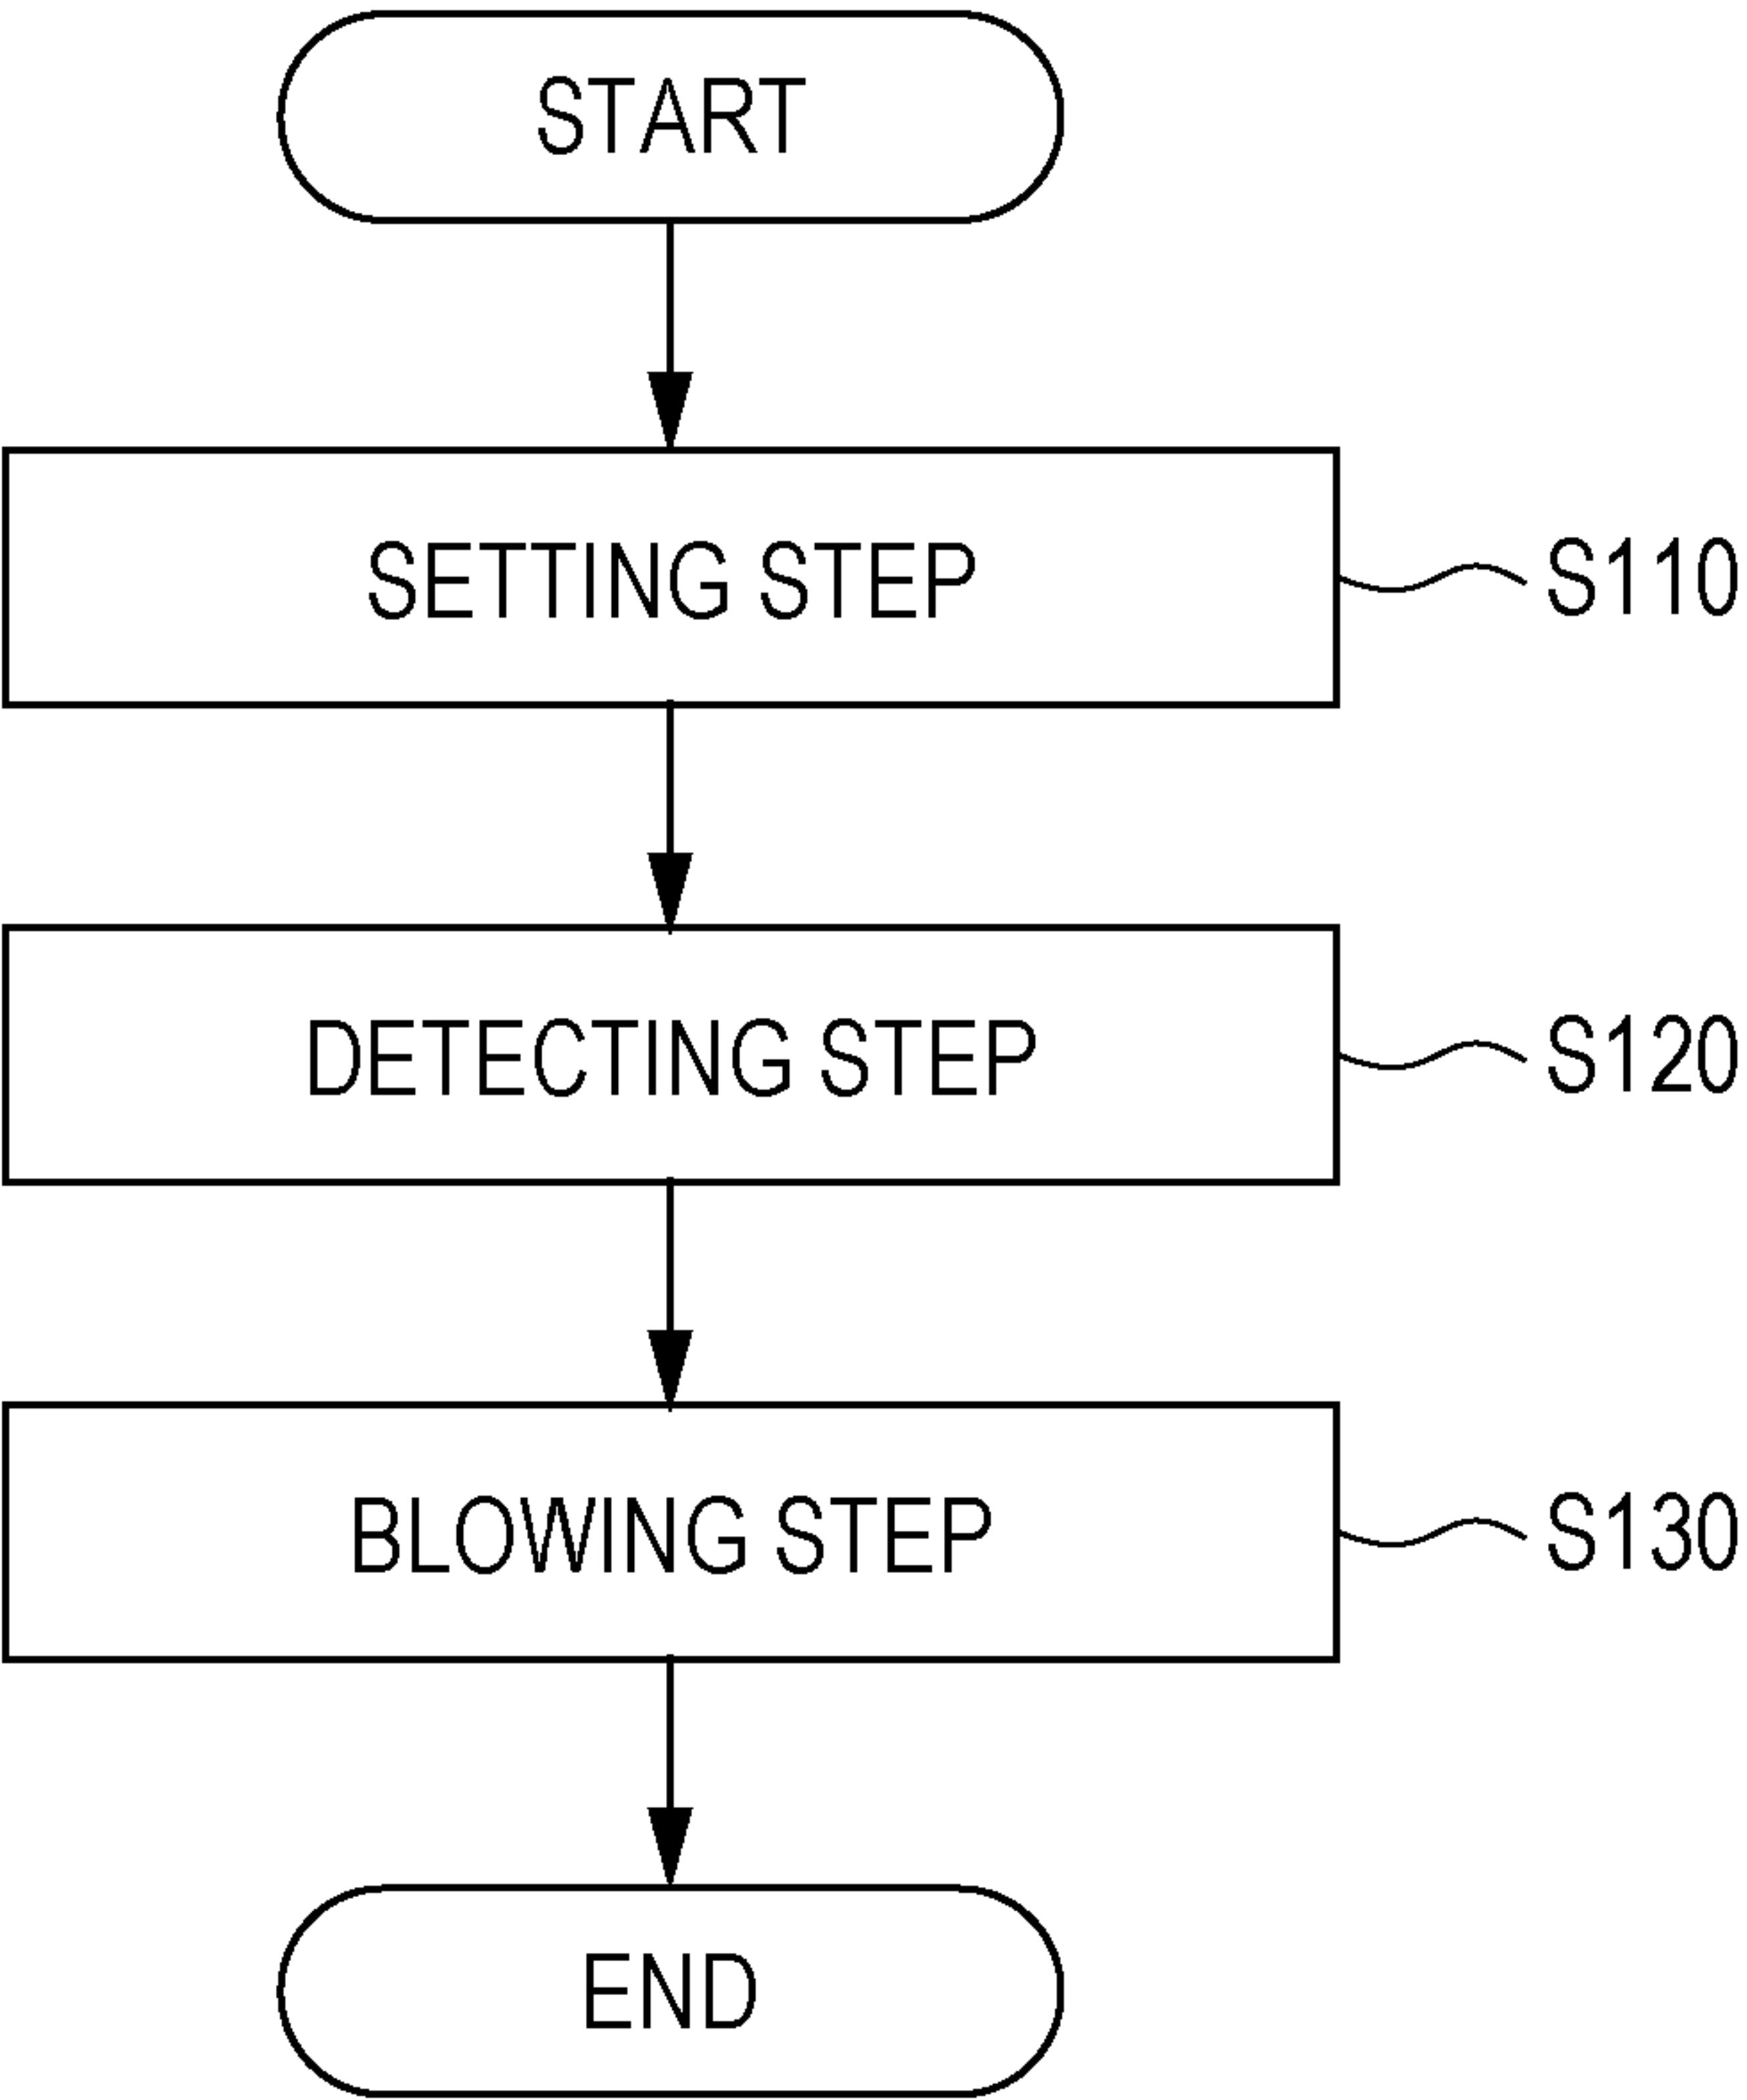 START
SETTING STEP
S110
DETECTING STEP
S120
BLOWING STEP
S130
END